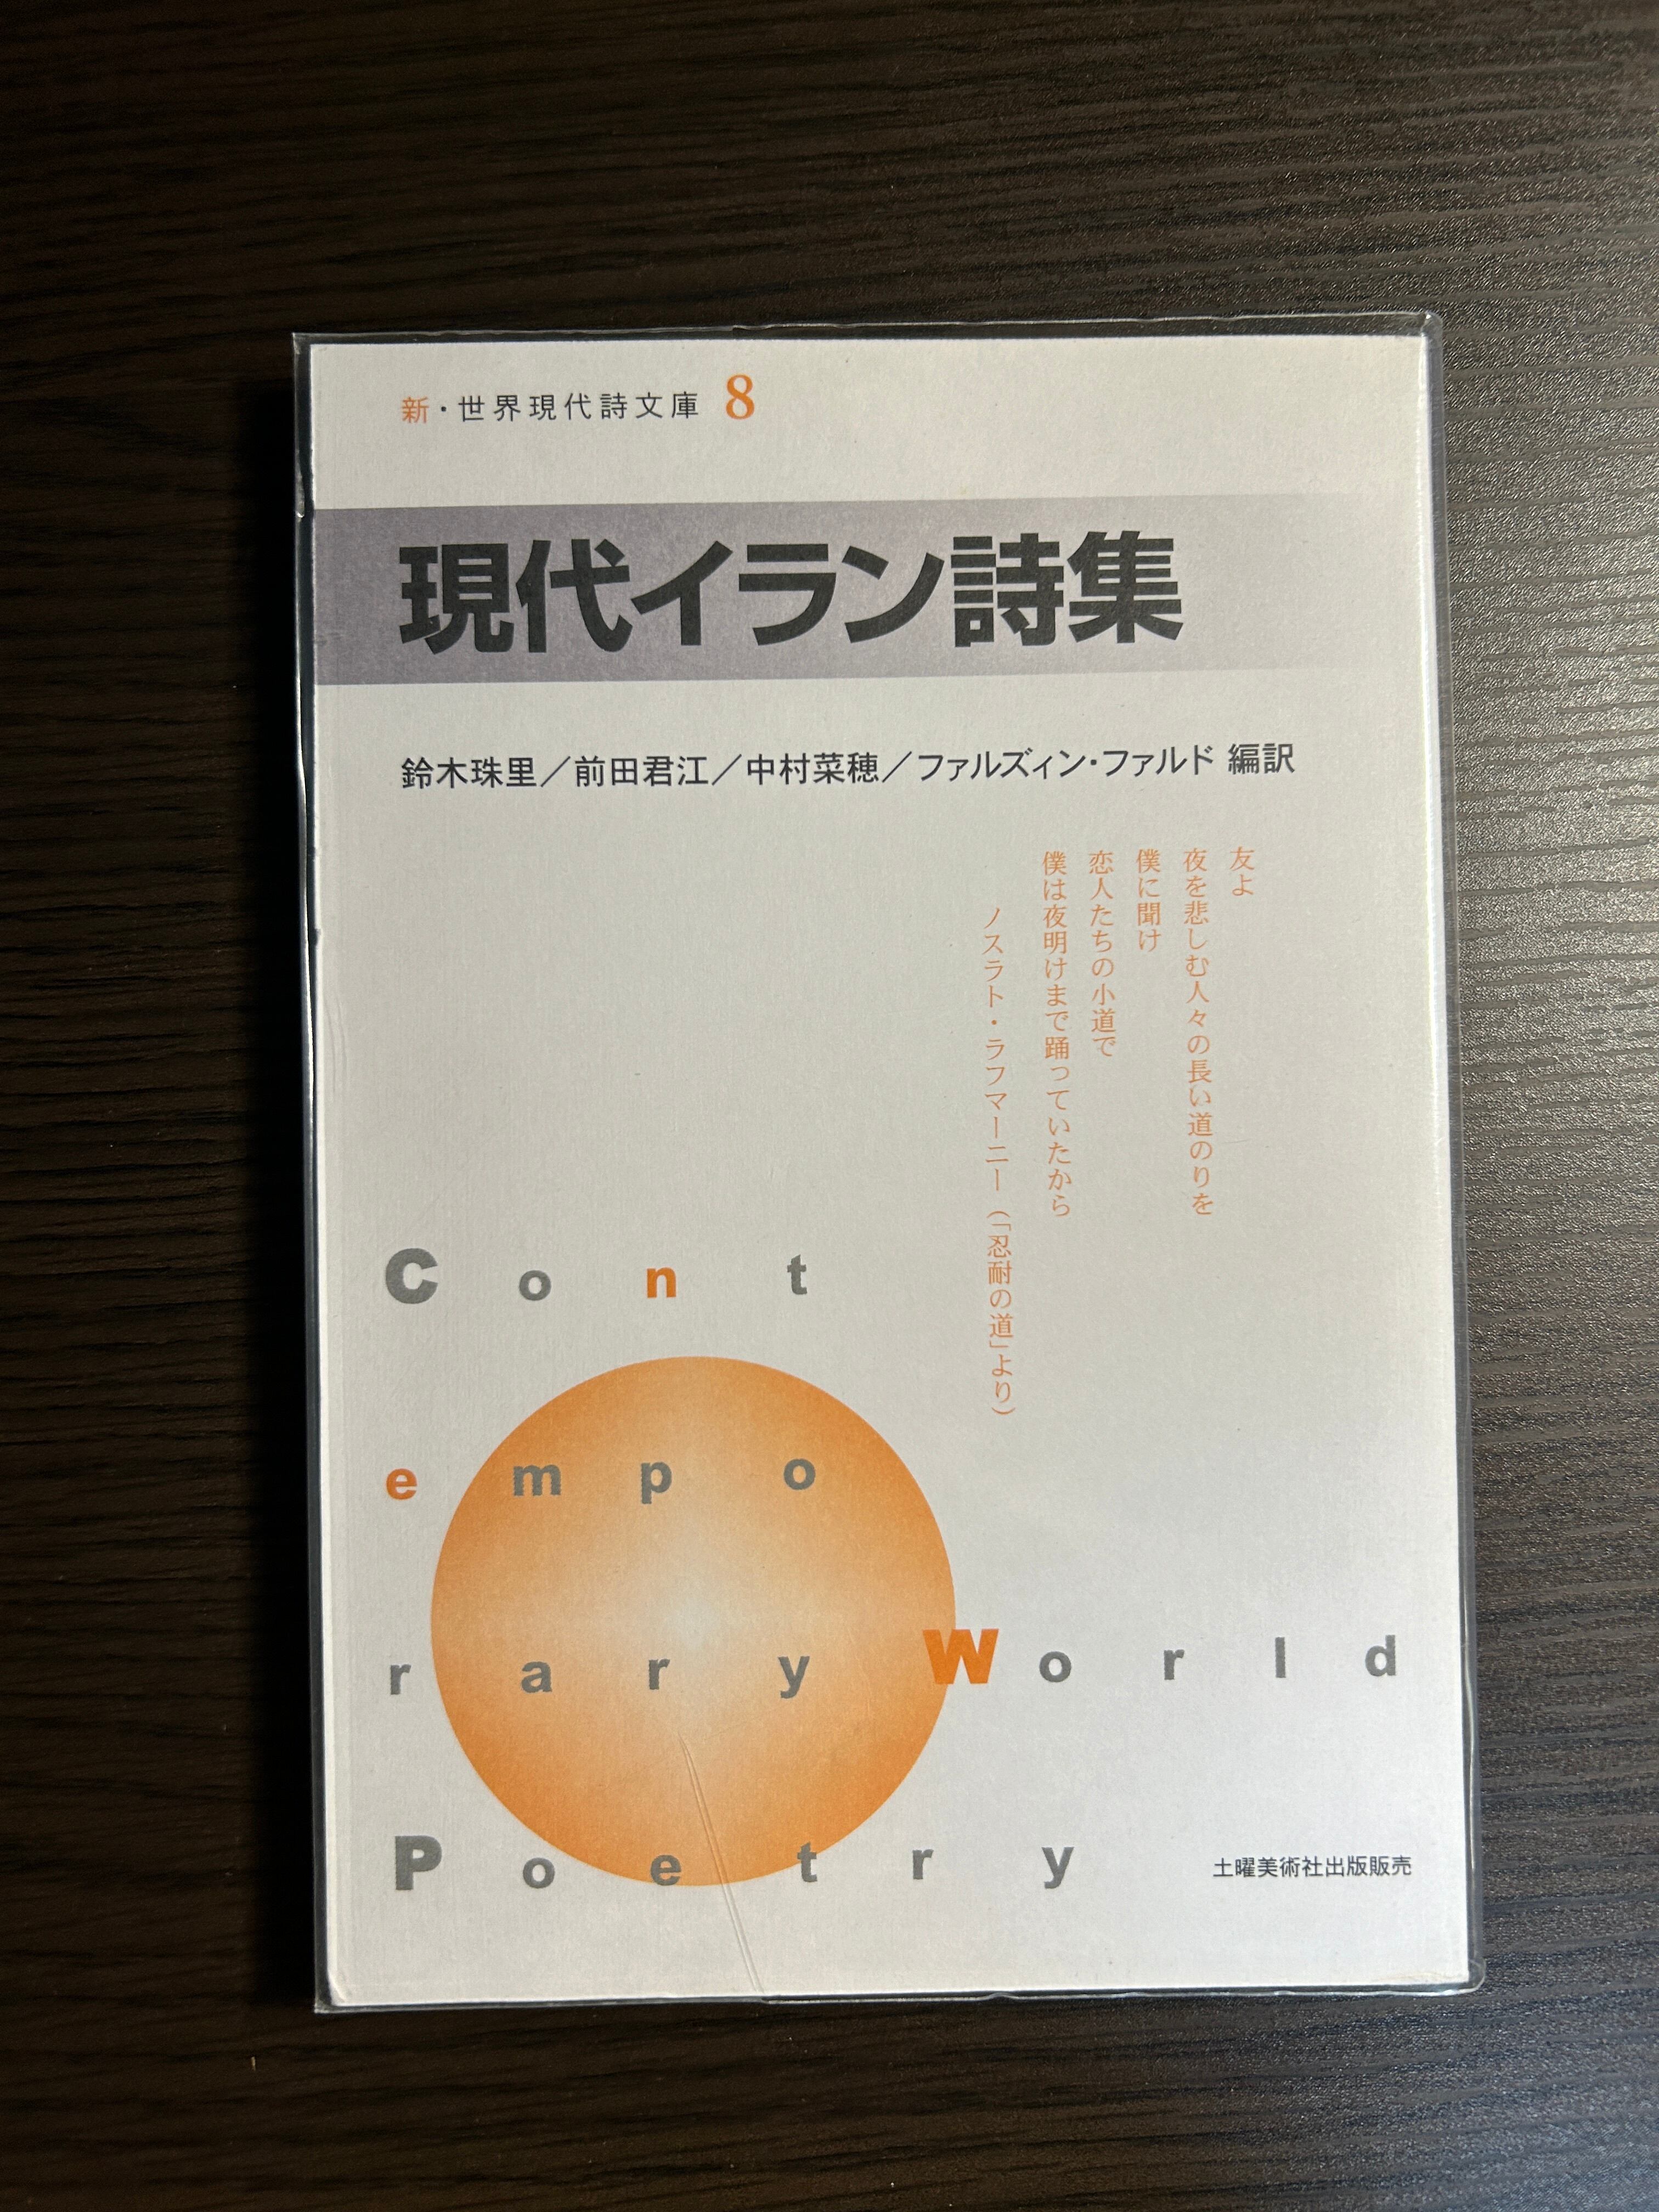 新・世界現代詩文庫 8
現代イラン詩集
鈴木珠里／前田君江／中村菜穂／ファルズィン・ファルド 編訳
友よ
夜を悲しむ人々の長い道のりを
僕に聞け
恋人たちの小道で
僕は夜明けまで踊っていたから
ノスラト・ラフマーニー（「忍耐の道」より）
Cont
empo
rary World
Poetry
土曜美術社出版販売